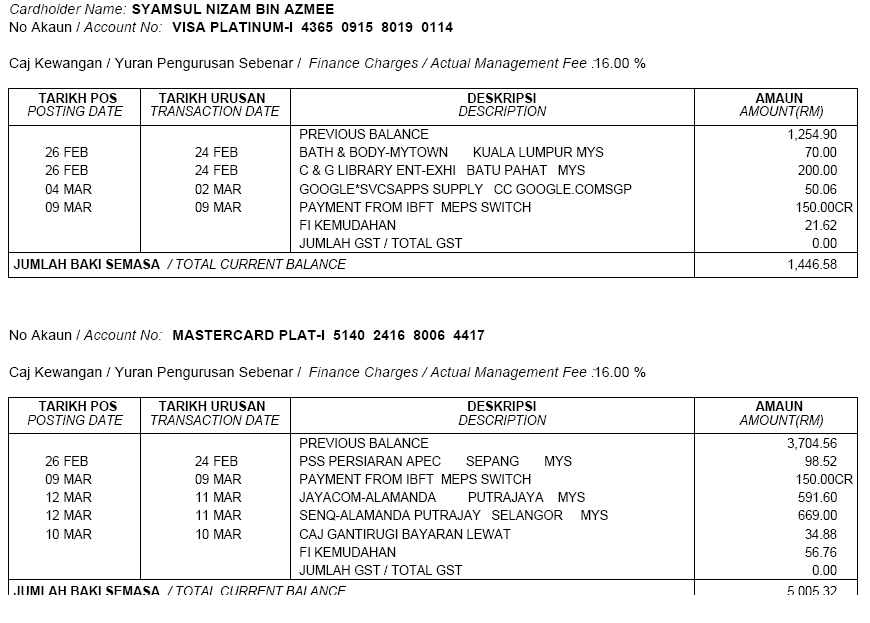 Cardholder Name: SYAMSUL NIZAM BIN AZMEE
No Akaun / Account No: VISA PLATINUM-I 4365 0915 8019 0114
Caj Kewangan / Yuran Pengurusan Sebenar / Finance Charges / Actual Management Fee :16.00 %
TARIKH POS TARIKH URUSAN DESKRIPSI AMAUN
POSTING DATE TRANSACTION DATE DESCRIPTION AMOUNT(RM)
PREVIOUS BALANCE 1,254.90
26 FEB 24 FEB BATH & BODY-MYTOWN KUALA LUMPUR MYS 70.00
26 FEB 24 FEB C & G LIBRARY ENT-EXHI BATU PAHAT MYS 200.00
04 MAR 02 MAR GOOGLE*SVCSAPPS SUPPLY CC GOOGLE.COMSGP 50.06
09 MAR 09 MAR PAYMENT FROM IBFT MEPS SWITCH 150.00CR
FI KEMUDAHAN 21.62
JUMLAH GST / TOTAL GST 0.00
JUMLAH BAKI SEMASA / TOTAL CURRENT BALANCE 1,446.58
No Akaun / Account No: MASTERCARD PLAT-I 5140 2416 8006 4417
Caj Kewangan / Yuran Pengurusan Sebenar / Finance Charges / Actual Management Fee :16.00 %
TARIKH POS TARIKH URUSAN DESKRIPSI AMAUN
POSTING DATE TRANSACTION DATE DESCRIPTION AMOUNT(RM)
PREVIOUS BALANCE 3,704.56
26 FEB 24 FEB PSS PERSIARAN APEC SEPANG MYS 98.52
09 MAR 09 MAR PAYMENT FROM IBFT MEPS SWITCH 150.00CR
12 MAR 11 MAR JAYACOM-ALAMANDA PUTRAJAYA MYS 591.60
12 MAR 11 MAR SENQ-ALAMANDA PUTRAJAY SELANGOR MYS 669.00
10 MAR 10 MAR CAJ GANTIRUGI BAYARAN LEWAT 34.88
FI KEMUDAHAN 56.76
JUMLAH GST / TOTAL GST 0.00
JUMLAH BAKI SEMASA / TOTAL CURRENT BALANCE 5,005.32